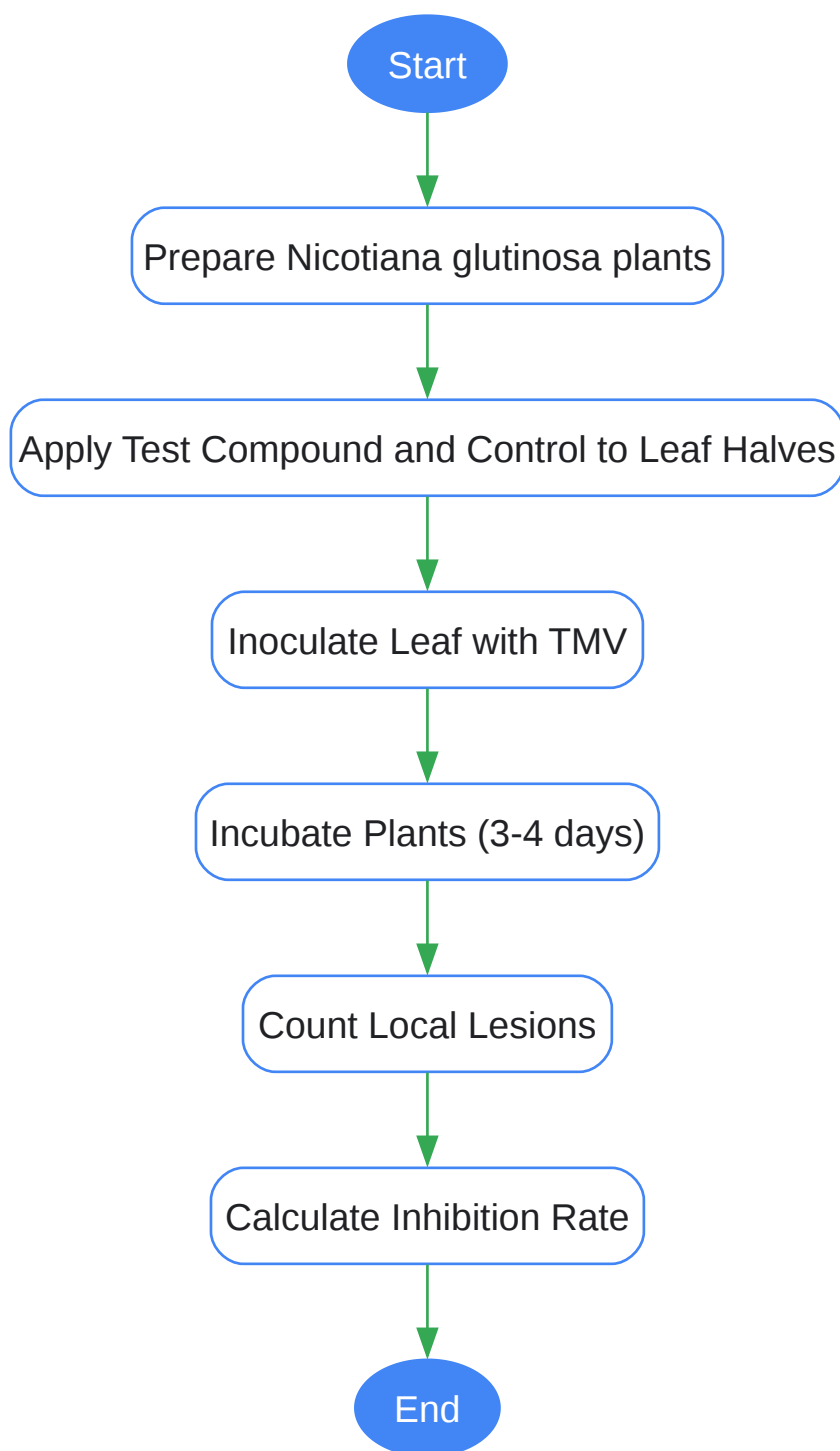 Start
Prepare Nicotiana glutinosa plants
Apply Test Compound and Control to Leaf Halves
Inoculate Leaf with TMV
Incubate Plants (3-4 days)
Count Local Lesions
Calculate Inhibition Rate
End